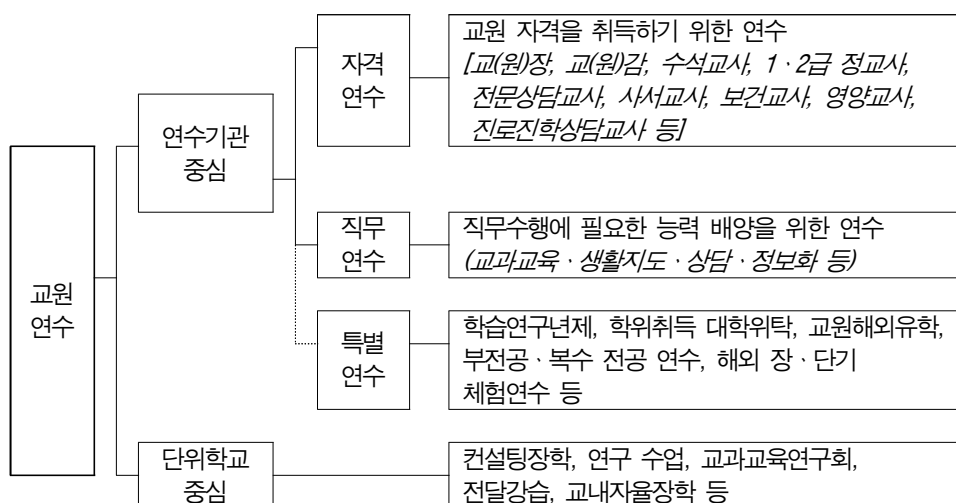 교원 자격을 취득하기 위한 연수
자격
연수
[교(원)장, 교(원)감, 수석교사, 1·2급 정교사,
전문상담교사, 사서교사, 보건교사, 영양교사,
진로진학상담교사 등]
연수기관
중심
직무
연수
직무수행에 필요한 능력 배양을 위한 연수
(교과교육·생활지도·상담·정보화 등)
교원
연수
특별
연수
학습연구년제, 학위취득 대학위탁, 교원해외유학,
부전공·복수 전공 연수, 해외 장·단기
체험연수 등
단위학교
중심
컨설팅장학, 연구 수업, 교과교육연구회,
전달강습, 교내자율장학 등